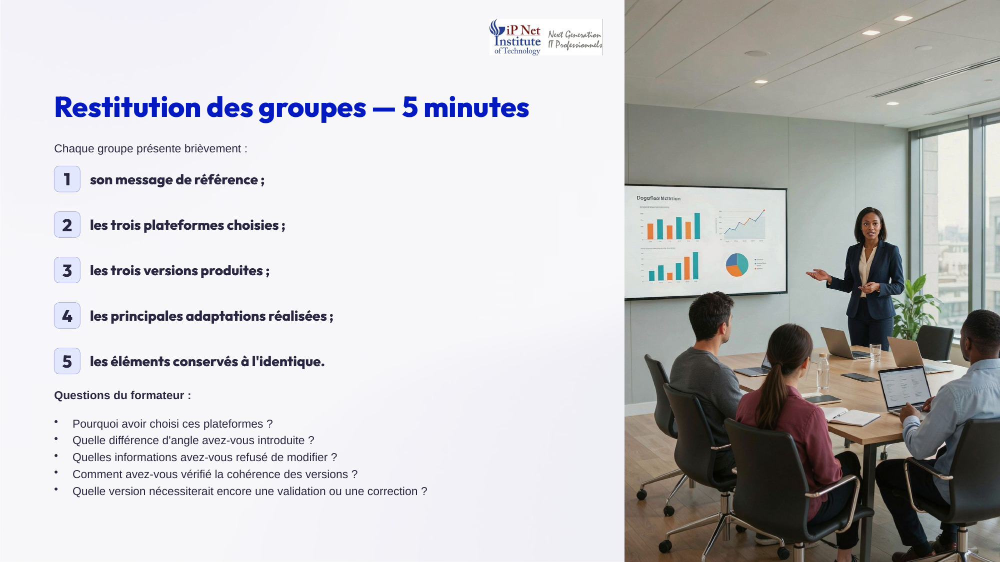 iP Net
Institute
of Technology
Next Generation
IT Professionnels
Restitution des groupes — 5 minutes
Chaque groupe présente brièvement :
1 son message de référence ;
2 les trois plateformes choisies ;
3 les trois versions produites ;
4 les principales adaptations réalisées ;
5 les éléments conservés à l'identique.
Questions du formateur :
• Pourquoi avoir choisi ces plateformes ?
• Quelle différence d'angle avez-vous introduite ?
• Quelles informations avez-vous refusé de modifier ?
• Comment avez-vous vérifié la cohérence des versions ?
• Quelle version nécessiterait encore une validation ou une correction ?